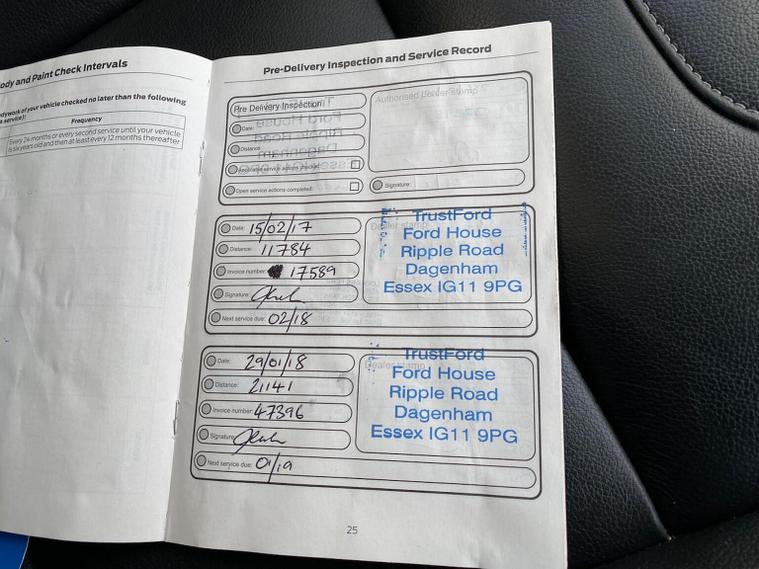 ody and Paint Check Intervals
dywork of your vehicle checked no later than the following
s service):
Frequency
Every 24 months or every second service until your vehicle
is six years old and then at least every 12 months thereafter
Pre-Delivery Inspection and Service Record
Pre Delivery Inspection
Date:
Distance:
Applicable service actions checked:
Open service actions completed:
Authorised Dealer stamp
Signature:
Date: 15/02/17
Distance: 11784
Invoice number: 17589
Signature:
Next service due: 02/18
Dealer stamp
TrustFord
Ford House
Ripple Road
Dagenham
Essex IG11 9PG
Date: 29/01/18
Distance: 21141
Invoice number: 47396
Signature:
Next service due: 01/19
Dealer stamp
TrustFord
Ford House
Ripple Road
Dagenham
Essex IG11 9PG
25